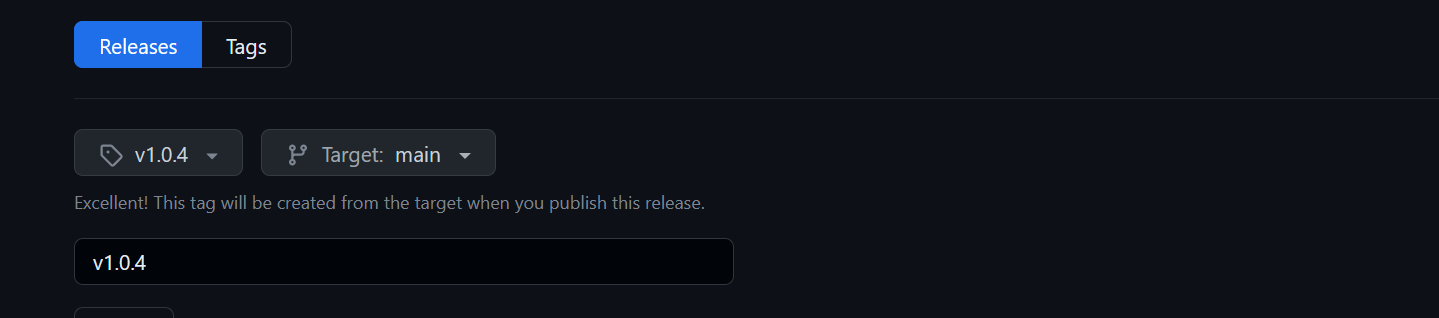 Releases Tags
v1.0.4 Target: main
Excellent! This tag will be created from the target when you publish this release.
v1.0.4